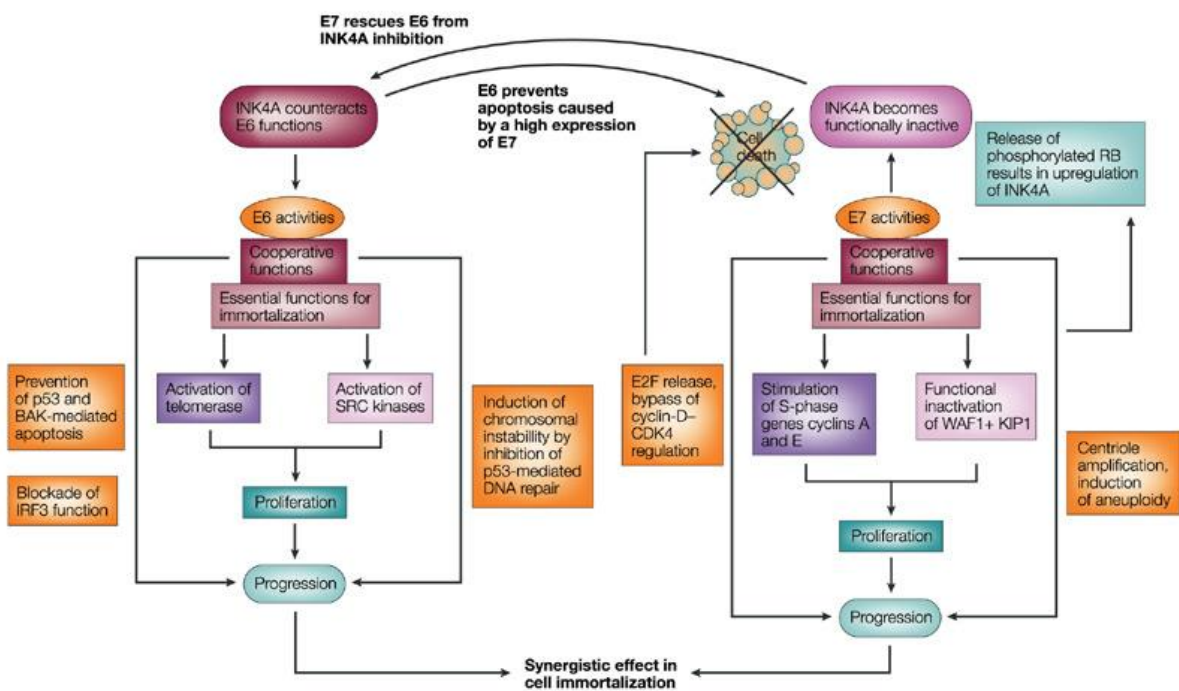 E7 rescues E6 from
INK4A inhibition
INK4A counteracts
E6 functions
E6 prevents
apoptosis caused
by a high expression
of E7
Cell
death
INK4A becomes
functionally inactive
Release of
phosphorylated RB
results in upregulation
of INK4A
E6 activities
Cooperative
functions
Essential functions for
immortalization
Prevention
of p53 and
BAK-mediated
apoptosis
Blockade of
IRF3 function
Activation of
telomerase
Activation of
SRC kinases
Induction of
chromosomal
instability by
inhibition of
p53-mediated
DNA repair
Proliferation
Progression
E7 activities
Cooperative
functions
Essential functions for
immortalization
E2F release,
bypass of
cyclin-D–
CDK4
regulation
Stimulation
of S-phase
genes cyclins A
and E
Functional
inactivation
of WAF1+ KIP1
Centriole
amplification,
induction
of aneuploidy
Proliferation
Progression
Synergistic effect in
cell immortalization